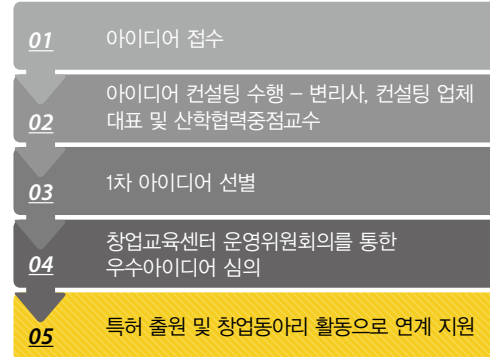 01 아이디어 접수
아이디어 컨설팅 수행 – 변리사, 컨설팅 업체
02 대표 및 산학협력중점교수
03 1차 아이디어 선별
창업교육센터 운영위원회의를 통한
04 우수아이디어 심의
05 특허 출원 및 창업동아리 활동으로 연계 지원